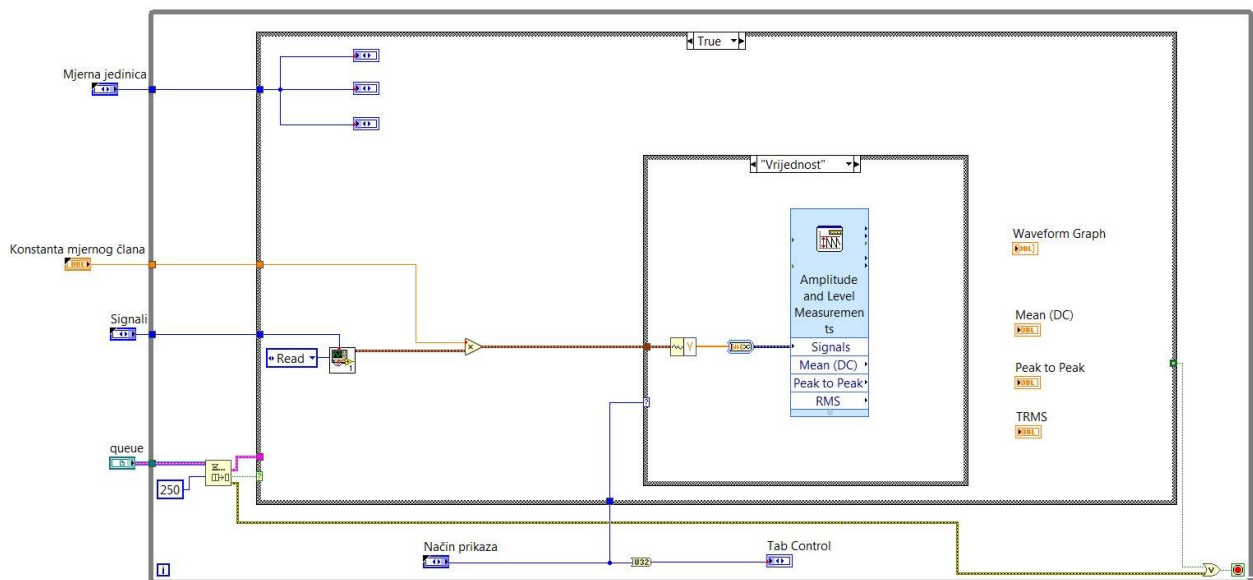 True
Mjerna jedinica
"Vrijednost"
Konstanta mjernog člana
DBL
Waveform Graph
DBL
Amplitude
and Level
Measuremen
ts
Signali
Mean (DC)
DBL
Read
1
Y
Signals
Mean (DC)
Peak to Peak
RMS
Peak to Peak
DBL
TRMS
DBL
queue
250
?
?
Način prikaza
U32
Tab Control
i